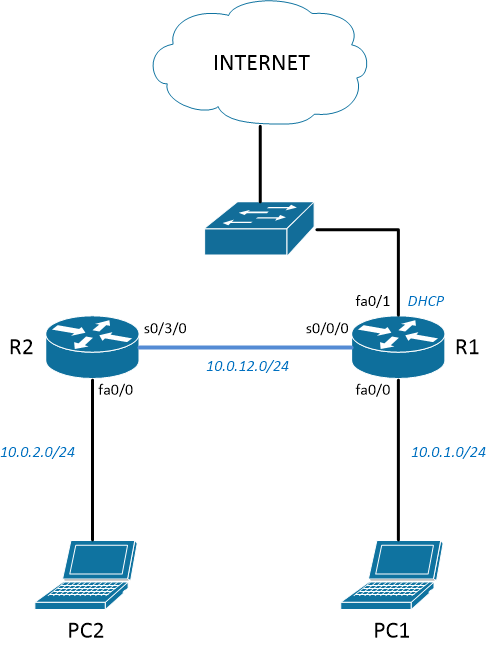 INTERNET
fa0/1
DHCP
s0/3/0
s0/0/0
R2
R1
10.0.12.0/24
fa0/0
fa0/0
10.0.2.0/24
10.0.1.0/24
PC2
PC1